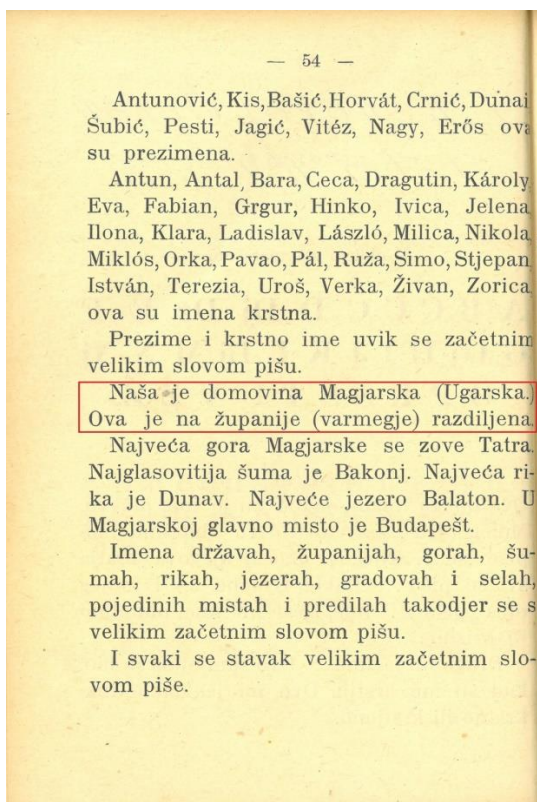 — 54 —
Antunović, Kis, Bašić, Horvát, Crnić, Dunai
Šubić, Pesti, Jagić, Vitéz, Nagy, Erős ova
su prezimena.
Antun, Antal, Bara, Ceca, Dragutin, Károly,
Eva, Fabian, Grgur, Hinko, Ivica, Jelena
Ilona, Klara, Ladislav, László, Milica, Nikola
Miklós, Orka, Pavao, Pál, Ruža, Simo, Stjepan,
István, Terezia, Uroš, Verka, Živan, Zorica
ova su imena krstna.
Prezime i krstno ime uvik se začetnim
velikim slovom pišu.
Naša je domovina Magjarska (Ugarska.)
Ova je na županije (varmegje) razdiljena.
Najveća gora Magjarske se zove Tatra.
Najglasovitija šuma je Bakonj. Najveća ri-
ka je Dunav. Najveće jezero Balaton. U
Magjarskoj glavno misto je Budapešt.
Imena državah, županijah, gorah, šu-
mah, rikah, jezerah, gradovah i selah,
pojedinih mistah i predilah takodjer se s
velikim začetnim slovom pišu.
I svaki se stavak velikim začetnim slo-
vom piše.